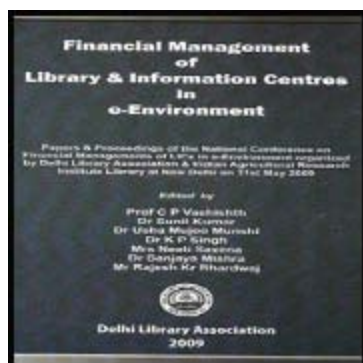 Financial Management
of
Library & Information Centres
in
e-Environment
Papers & Proceedings of the National Conference on
Financial Managements of LICs in e-Environment organized
by Delhi Library Association & Indian Agricultural Research
Institute Library at New Delhi on 31st May 2009
Edited by
Prof C P Vashishth
Dr Sunil Kumar
Dr Usha Mujoo Munshi
Dr K P Singh
Mrs Neeti Saxena
Dr Sanjaya Mishra
Mr Rajesh Kr Bhardwaj
Delhi Library Association
2009